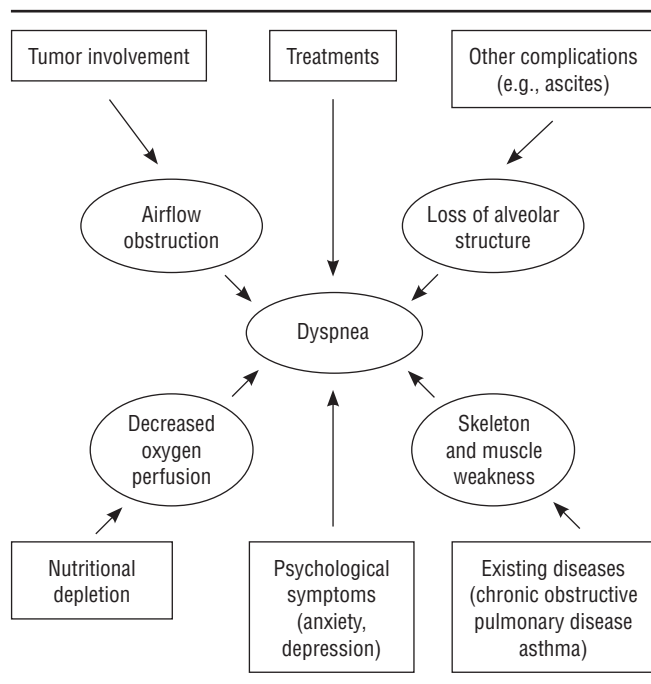 Tumor involvement
Treatments
Other complications
(e.g., ascites)
Airflow
obstruction
Loss of alveolar
structure
Dyspnea
Decreased
oxygen
perfusion
Skeleton
and muscle
weakness
Nutritional
depletion
Psychological
symptoms
(anxiety,
depression)
Existing diseases
(chronic obstructive
pulmonary disease
asthma)